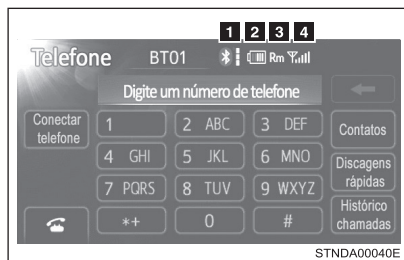 1 2 3 4
Telefone BT01 Rm
Digite um número de telefone
Conectar
telefone
1 2 ABC 3 DEF
Contatos
4 GHI 5 JKL 6 MNO
Discagens
rápidas
7 PQRS 8 TUV 9 WXYZ
Histórico
chamadas
*+ 0 #
STNDA00040E